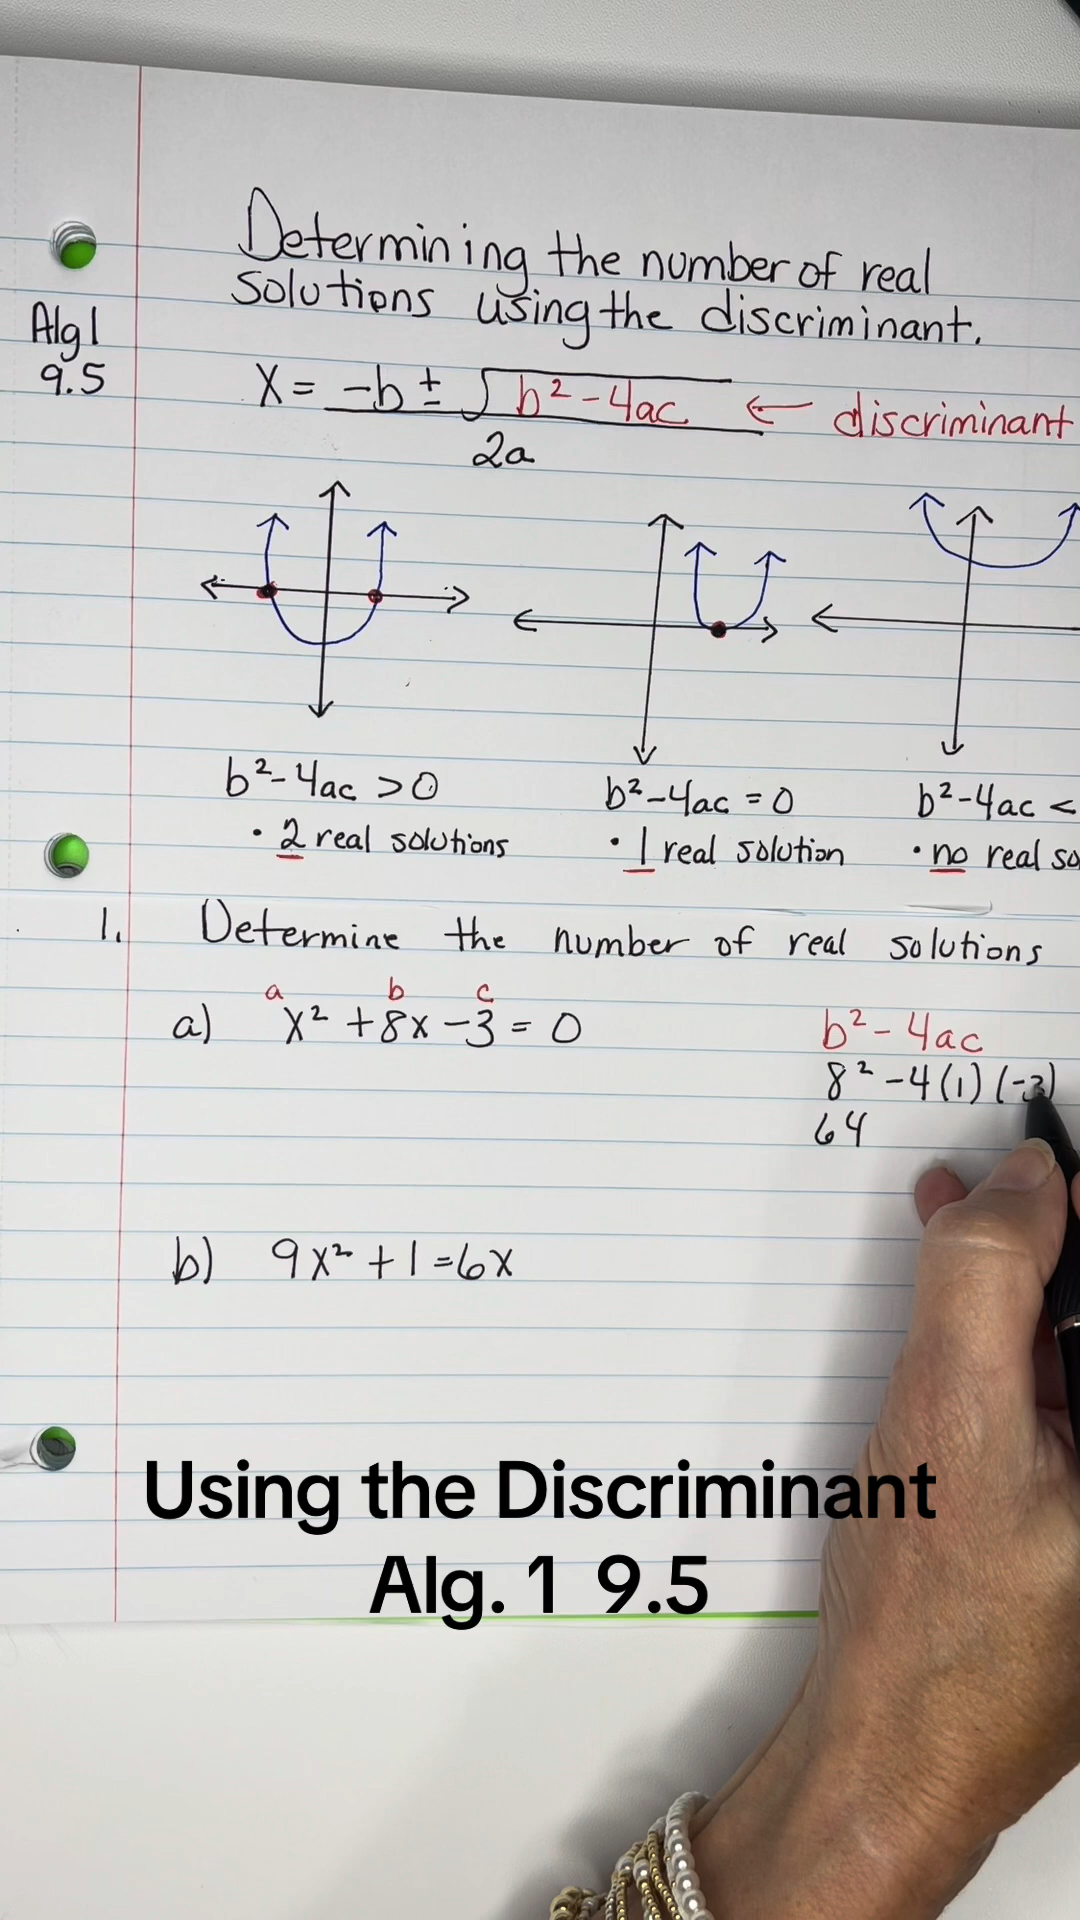 Determining the number of real
solutions using the discriminant.
Alg 1
9.5
X = -b ± √b² - 4ac ← discriminant
2a
b² - 4ac > 0
b² - 4ac = 0
b² - 4ac <
• 2 real solutions
• 1 real solution
• no real so
1. Determine the number of real solutions
a b c
a) x² + 8x - 3 = 0
b² - 4ac
8² - 4(1)(-3)
64
b) 9x² + 1 = 6x
Using the Discriminant
Alg. 1 9.5